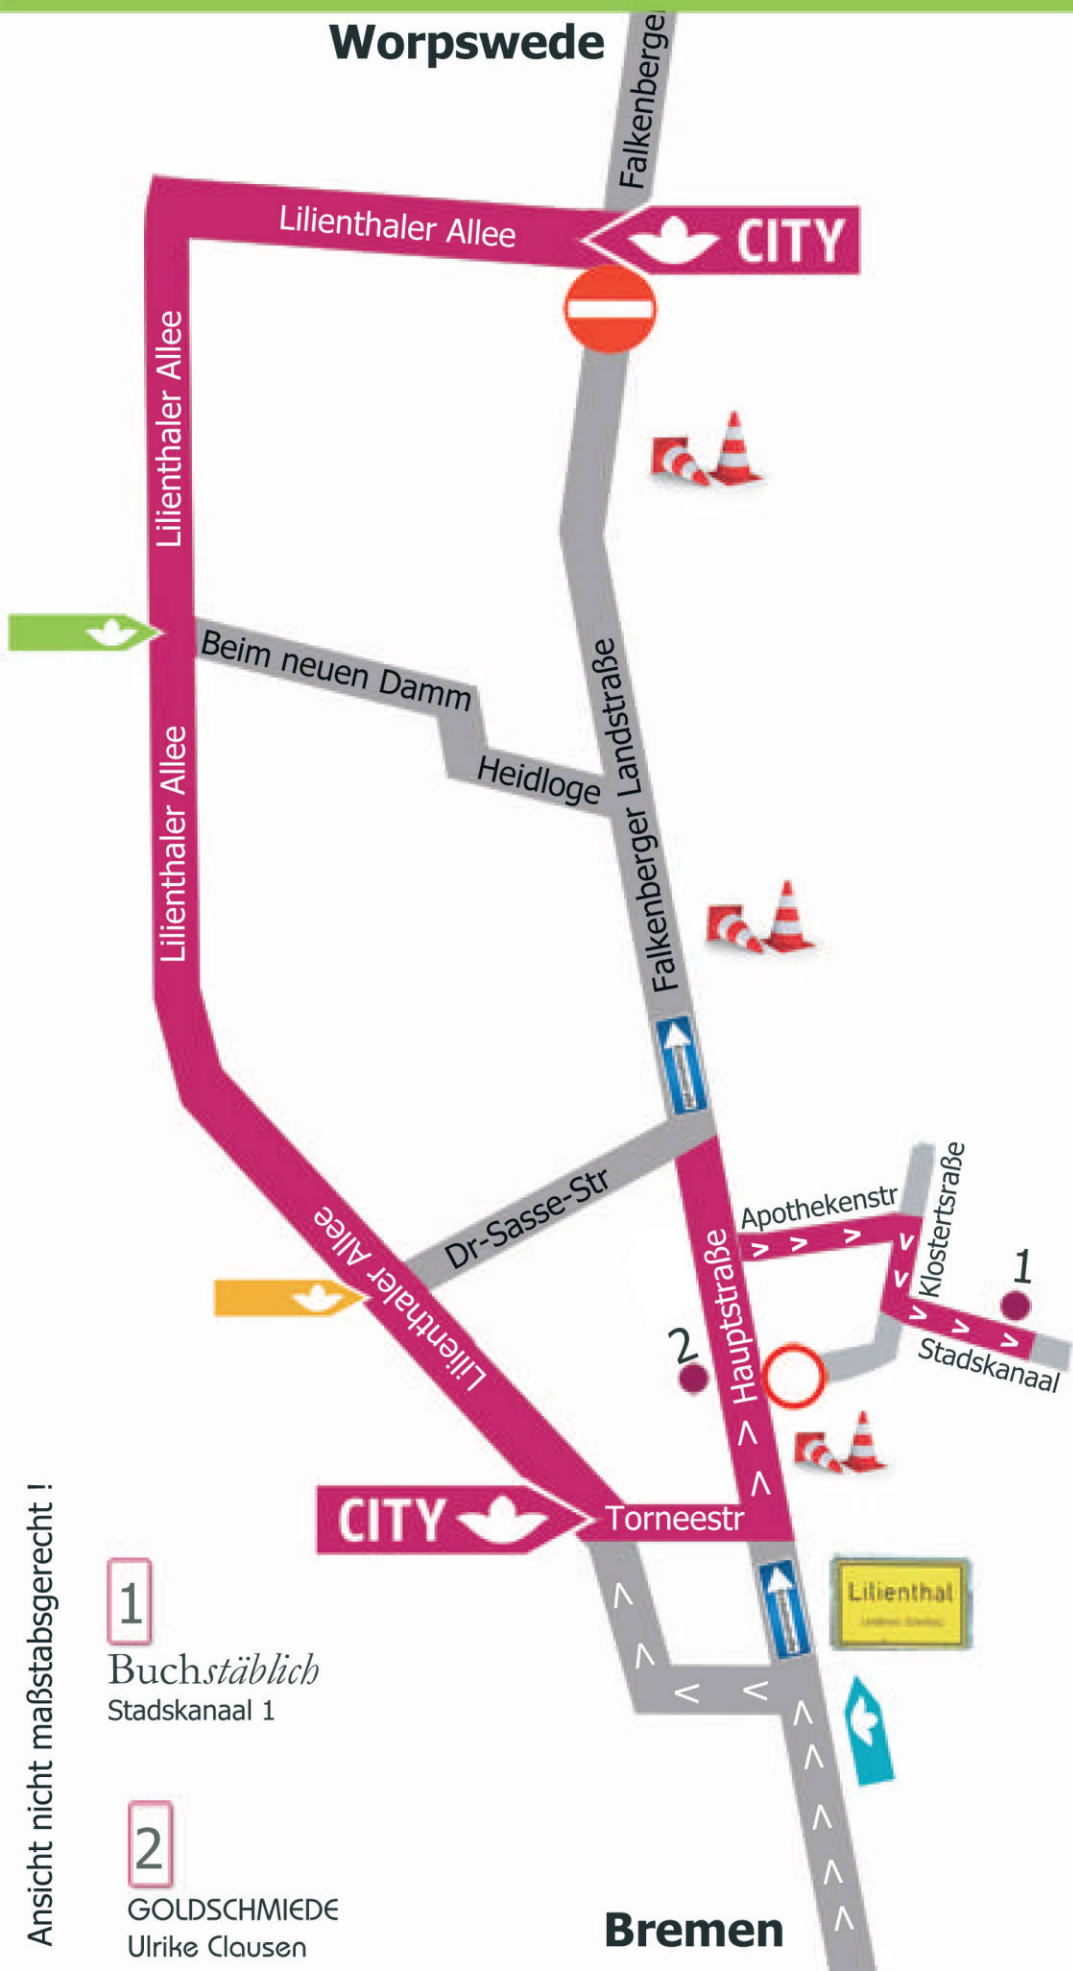 Worpswede
Falkenberge
Lilienthaler Allee
CITY
Lilienthaler Allee
Beim neuen Damm
Heidloge
Falkenberger Landstraße
Lilienthaler Allee
Dr-Sasse-Str
Lilienthaler Allee
Apothekenstr
Klostertsraße
Hauptstraße
1
2
Stadskanaal
CITY
Torneestr
Lilienthal
Ansicht nicht maßstabsgerecht !
1
Buchstäblich
Stadskanaal 1
2
GOLDSCHMIEDE
Ulrike Clausen
Bremen